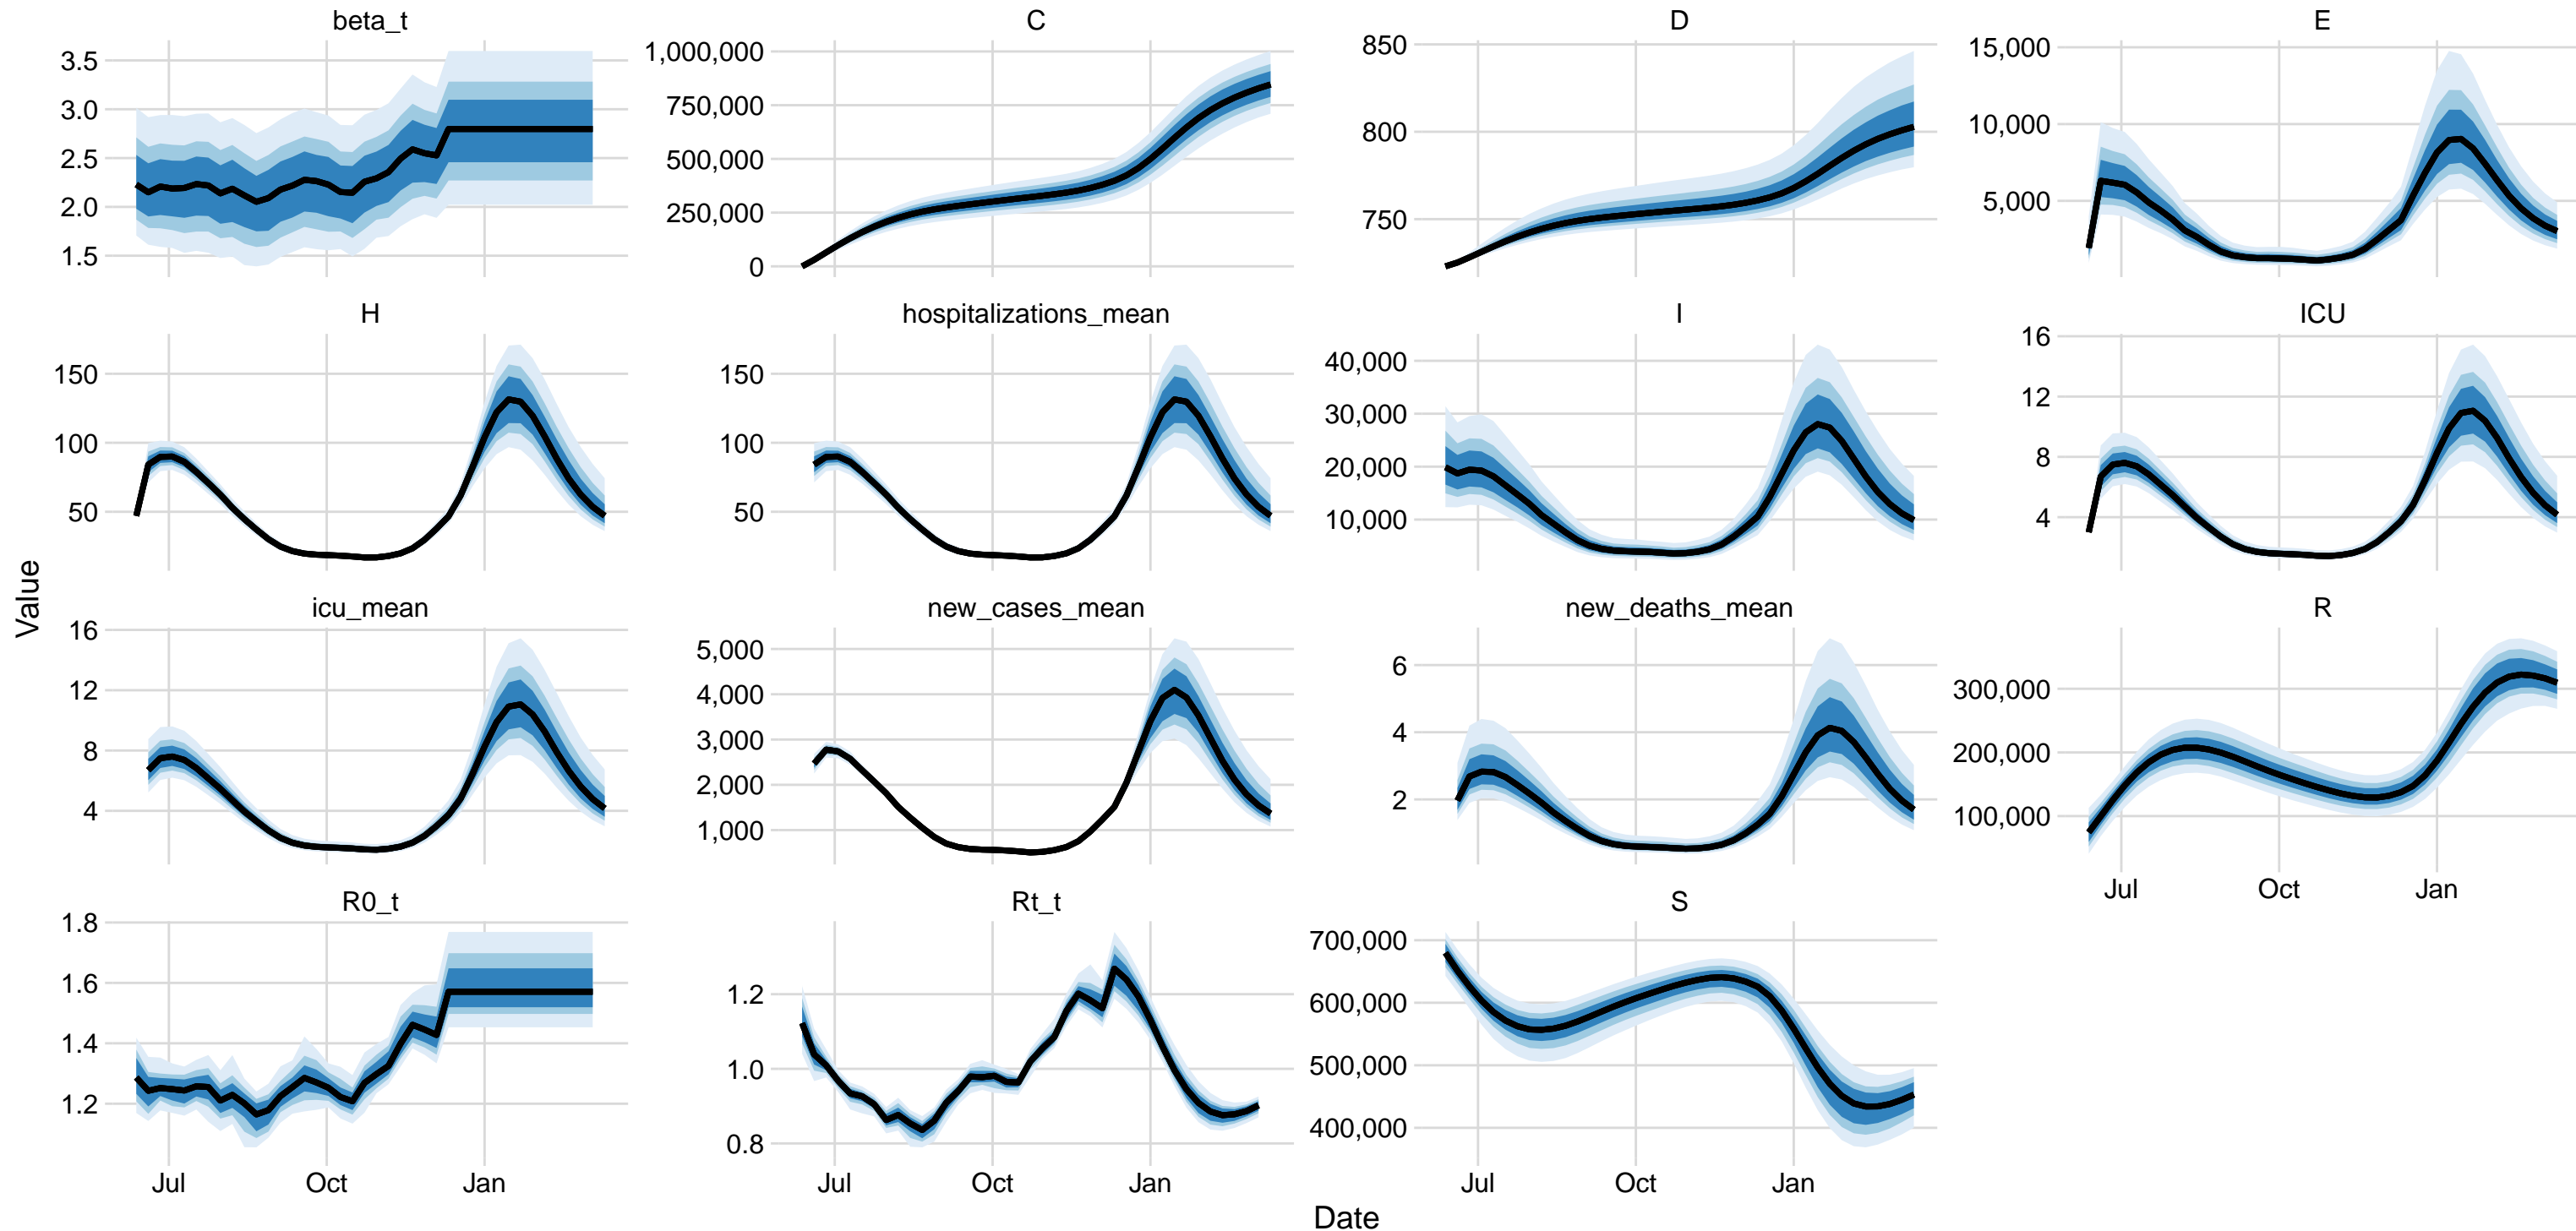 beta_t
C
D
E
3.5
3.0
2.5
2.0
1.5
1,000,000
750,000
500,000
250,000
0
850
800
750
15,000
10,000
5,000
H
hospitalizations_mean
I
ICU
150
100
50
150
100
50
40,000
30,000
20,000
10,000
16
12
8
4
Value
icu_mean
new_cases_mean
new_deaths_mean
R
16
12
8
4
5,000
4,000
3,000
2,000
1,000
6
4
2
300,000
200,000
100,000
Jul Oct Jan
R0_t
Rt_t
S
1.8
1.6
1.4
1.2
1.2
1.0
0.8
700,000
600,000
500,000
400,000
Jul Oct Jan
Jul Oct Jan
Jul Oct Jan
Date